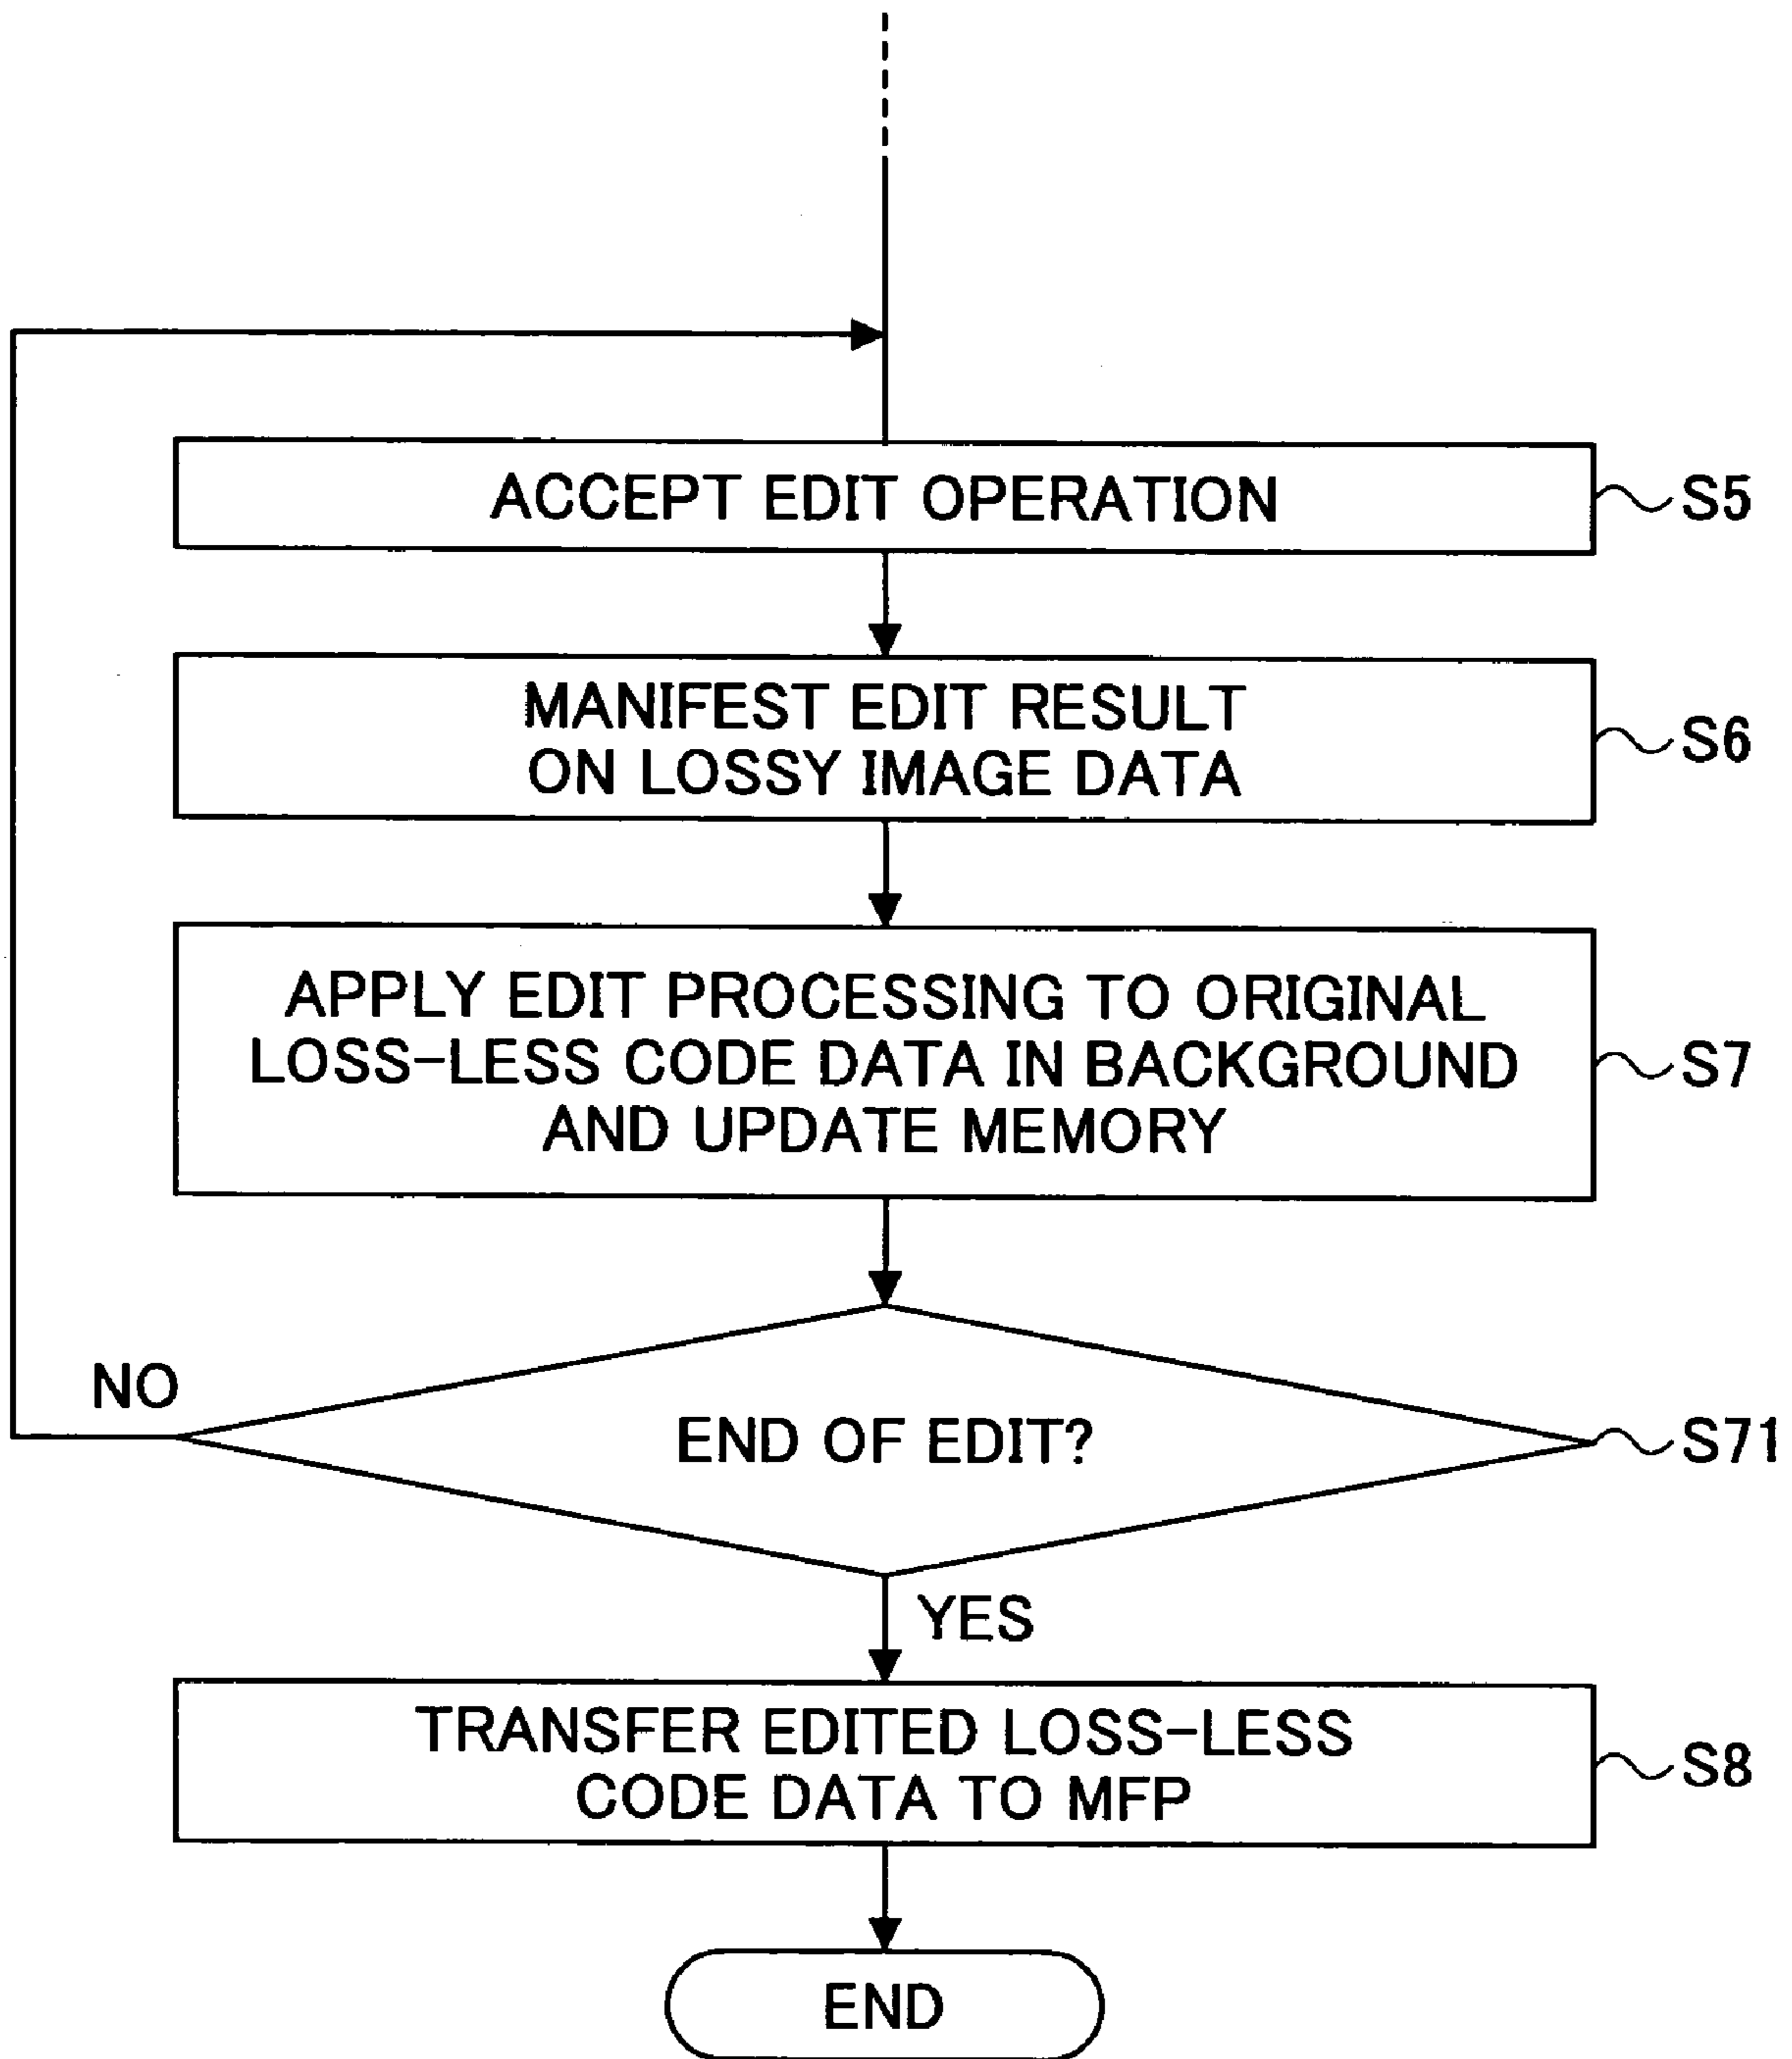 ACCEPT EDIT OPERATION
S5
MANIFEST EDIT RESULT
ON LOSSY IMAGE DATA
S6
APPLY EDIT PROCESSING TO ORIGINAL
LOSS-LESS CODE DATA IN BACKGROUND
AND UPDATE MEMORY
S7
NO
END OF EDIT?
S71
YES
TRANSFER EDITED LOSS-LESS
CODE DATA TO MFP
S8
END